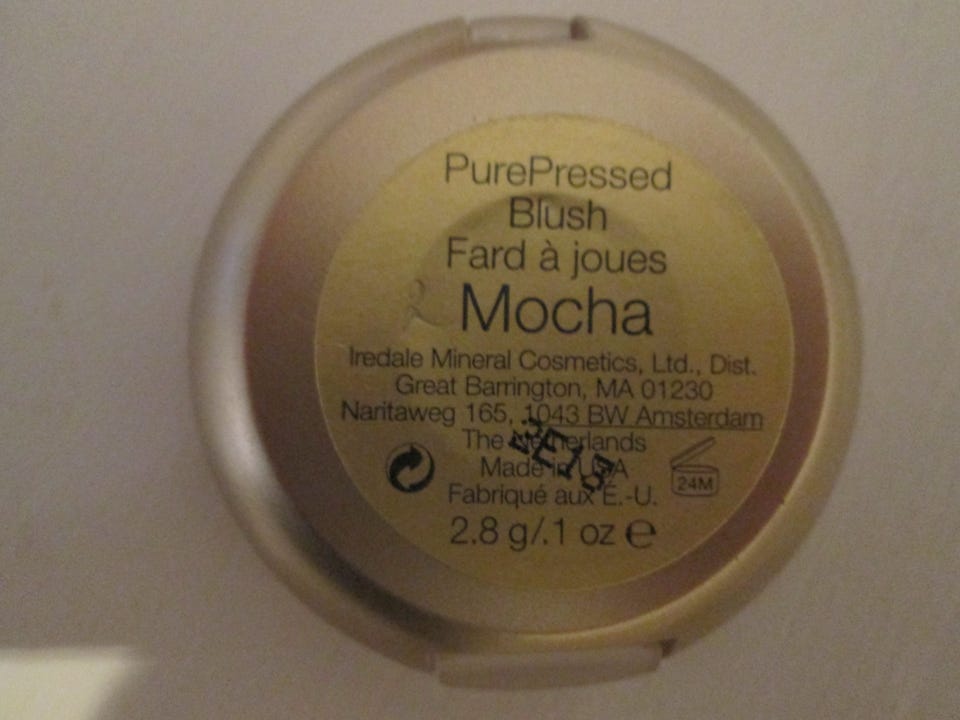 PurePressed
Blush
Fard à joues
Mocha
Iredale Mineral Cosmetics, Ltd., Dist.
Great Barrington, MA 01230
Naritaweg 165, 1043 BW Amsterdam
The Netherlands
Made in USA
Fabriqué aux É.-U.
24M
2.8 g/.1 oz e